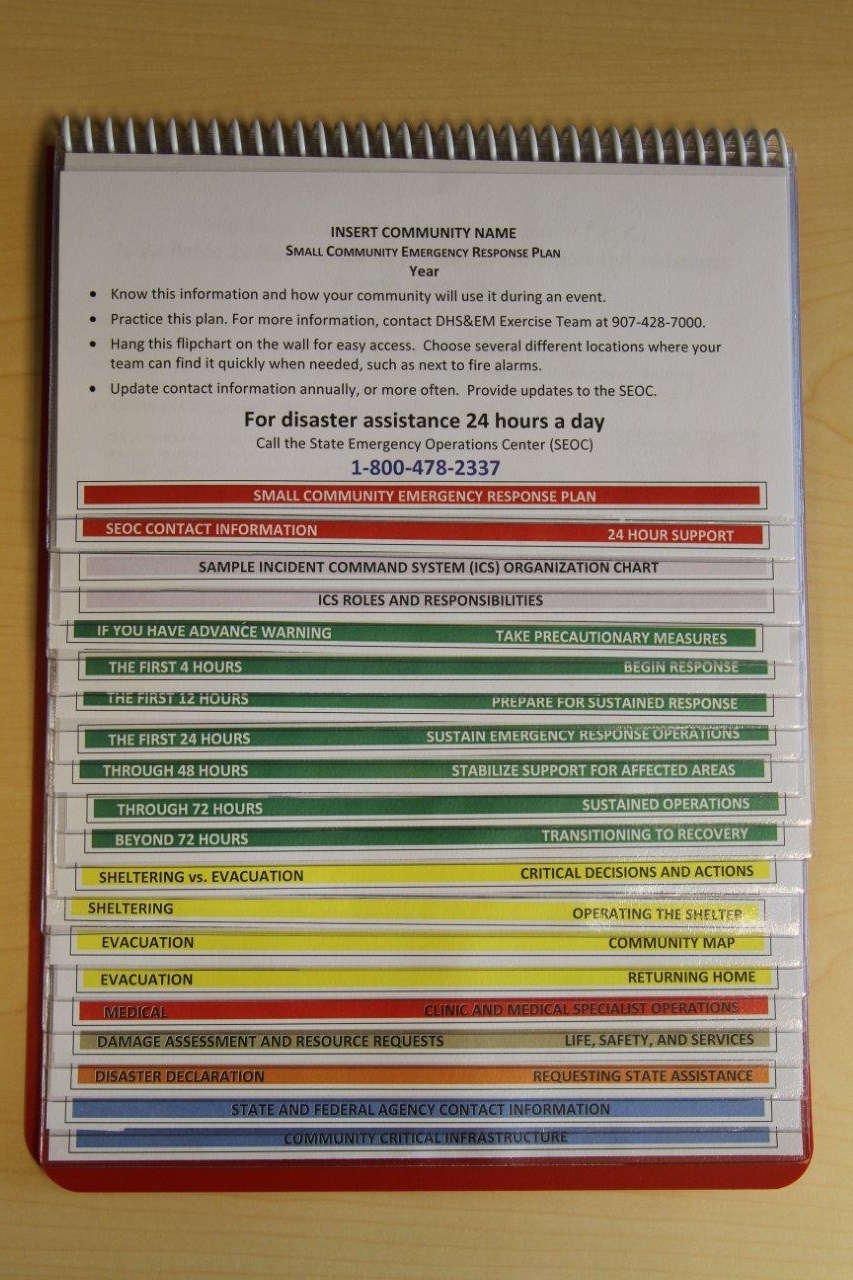 INSERT COMMUNITY NAME
SMALL COMMUNITY EMERGENCY RESPONSE PLAN
Year
• Know this information and how your community will use it during an event.
• Practice this plan. For more information, contact DHS&EM Exercise Team at 907-428-7000.
• Hang this flipchart on the wall for easy access. Choose several different locations where your
team can find it quickly when needed, such as next to fire alarms.
• Update contact information annually, or more often. Provide updates to the SEOC.
For disaster assistance 24 hours a day
Call the State Emergency Operations Center (SEOC)
1-800-478-2337
SMALL COMMUNITY EMERGENCY RESPONSE PLAN
SEOC CONTACT INFORMATION 24 HOUR SUPPORT
SAMPLE INCIDENT COMMAND SYSTEM (ICS) ORGANIZATION CHART
ICS ROLES AND RESPONSIBILITIES
IF YOU HAVE ADVANCE WARNING TAKE PRECAUTIONARY MEASURES
THE FIRST 4 HOURS BEGIN RESPONSE
THE FIRST 12 HOURS PREPARE FOR SUSTAINED RESPONSE
THE FIRST 24 HOURS SUSTAIN EMERGENCY RESPONSE OPERATIONS
THROUGH 48 HOURS STABILIZE SUPPORT FOR AFFECTED AREAS
THROUGH 72 HOURS SUSTAINED OPERATIONS
BEYOND 72 HOURS TRANSITIONING TO RECOVERY
SHELTERING vs. EVACUATION CRITICAL DECISIONS AND ACTIONS
SHELTERING OPERATING THE SHELTER
EVACUATION COMMUNITY MAP
EVACUATION RETURNING HOME
MEDICAL CLINIC AND MEDICAL SPECIALIST OPERATIONS
DAMAGE ASSESSMENT AND RESOURCE REQUESTS LIFE, SAFETY, AND SERVICES
DISASTER DECLARATION REQUESTING STATE ASSISTANCE
STATE AND FEDERAL AGENCY CONTACT INFORMATION
COMMUNITY CRITICAL INFRASTRUCTURE